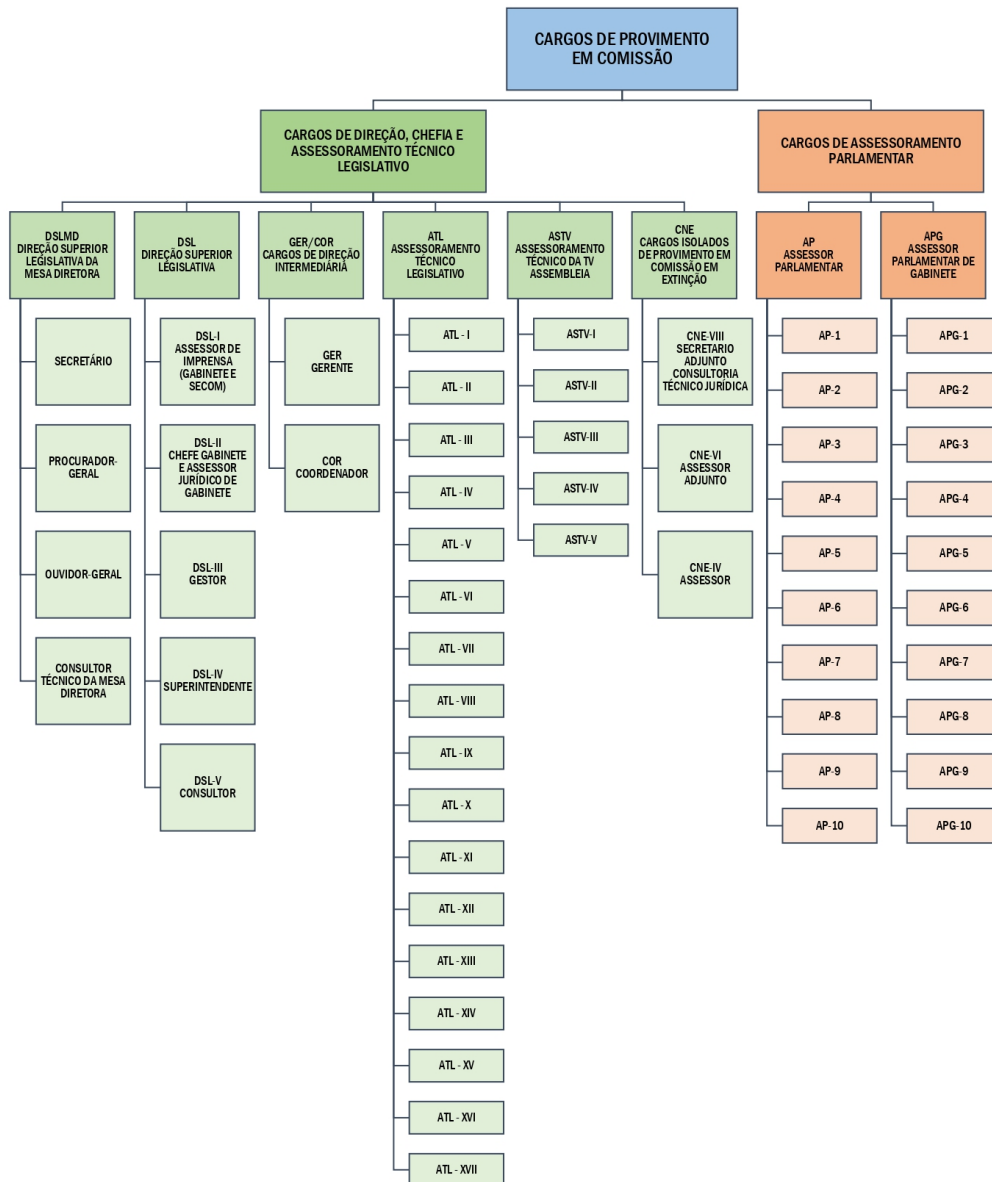 CARGOS DE PROVIMENTO
EM COMISSÃO
CARGOS DE DIREÇÃO, CHEFIA E
ASSESSORAMENTO TÉCNICO
LEGISLATIVO
CARGOS DE ASSESSORAMENTO
PARLAMENTAR
DSLMD
DIREÇÃO SUPERIOR
LEGISLATIVA DA
MESA DIRETORA
SECRETÁRIO
PROCURADOR-
GERAL
OUVIDOR-GERAL
CONSULTOR
TÉCNICO DA MESA
DIRETORA
DSL
DIREÇÃO SUPERIOR
LEGISLATIVA
DSL-I
ASSESSOR DE
IMPRENSA
(GABINETE E
SECOM)
DSL-II
CHEFE GABINETE
E ASSESSOR
JURÍDICO DE
GABINETE
DSL-III
GESTOR
DSL-IV
SUPERINTENDENTE
DSL-V
CONSULTOR
GER/COR
CARGOS DE DIREÇÃO
INTERMEDIÁRIA
GER
GERENTE
COR
COORDENADOR
ATL
ASSESSORAMENTO
TÉCNICO
LEGISLATIVO
ATL - I
ATL - II
ATL - III
ATL - IV
ATL - V
ATL - VI
ATL - VII
ATL - VIII
ATL - IX
ATL - X
ATL - XI
ATL - XII
ATL - XIII
ATL - XIV
ATL - XV
ATL - XVI
ATL - XVII
ASTV
ASSESSORAMENTO
TÉCNICO DA TV
ASSEMBLEIA
ASTV-I
ASTV-II
ASTV-III
ASTV-IV
ASTV-V
CNE
CARGOS ISOLADOS
DE PROVIMENTO EM
COMISSÃO EM
EXTINÇÃO
CNE-VIII
SECRETARIO
ADJUNTO
CONSULTORIA
TÉCNICO JURÍDICA
CNE-VI
ASSESSOR
ADJUNTO
CNE-IV
ASSESSOR
AP
ASSESSOR
PARLAMENTAR
AP-1
AP-2
AP-3
AP-4
AP-5
AP-6
AP-7
AP-8
AP-9
AP-10
APG
ASSESSOR
PARLAMENTAR DE
GABINETE
APG-1
APG-2
APG-3
APG-4
APG-5
APG-6
APG-7
APG-8
APG-9
APG-10